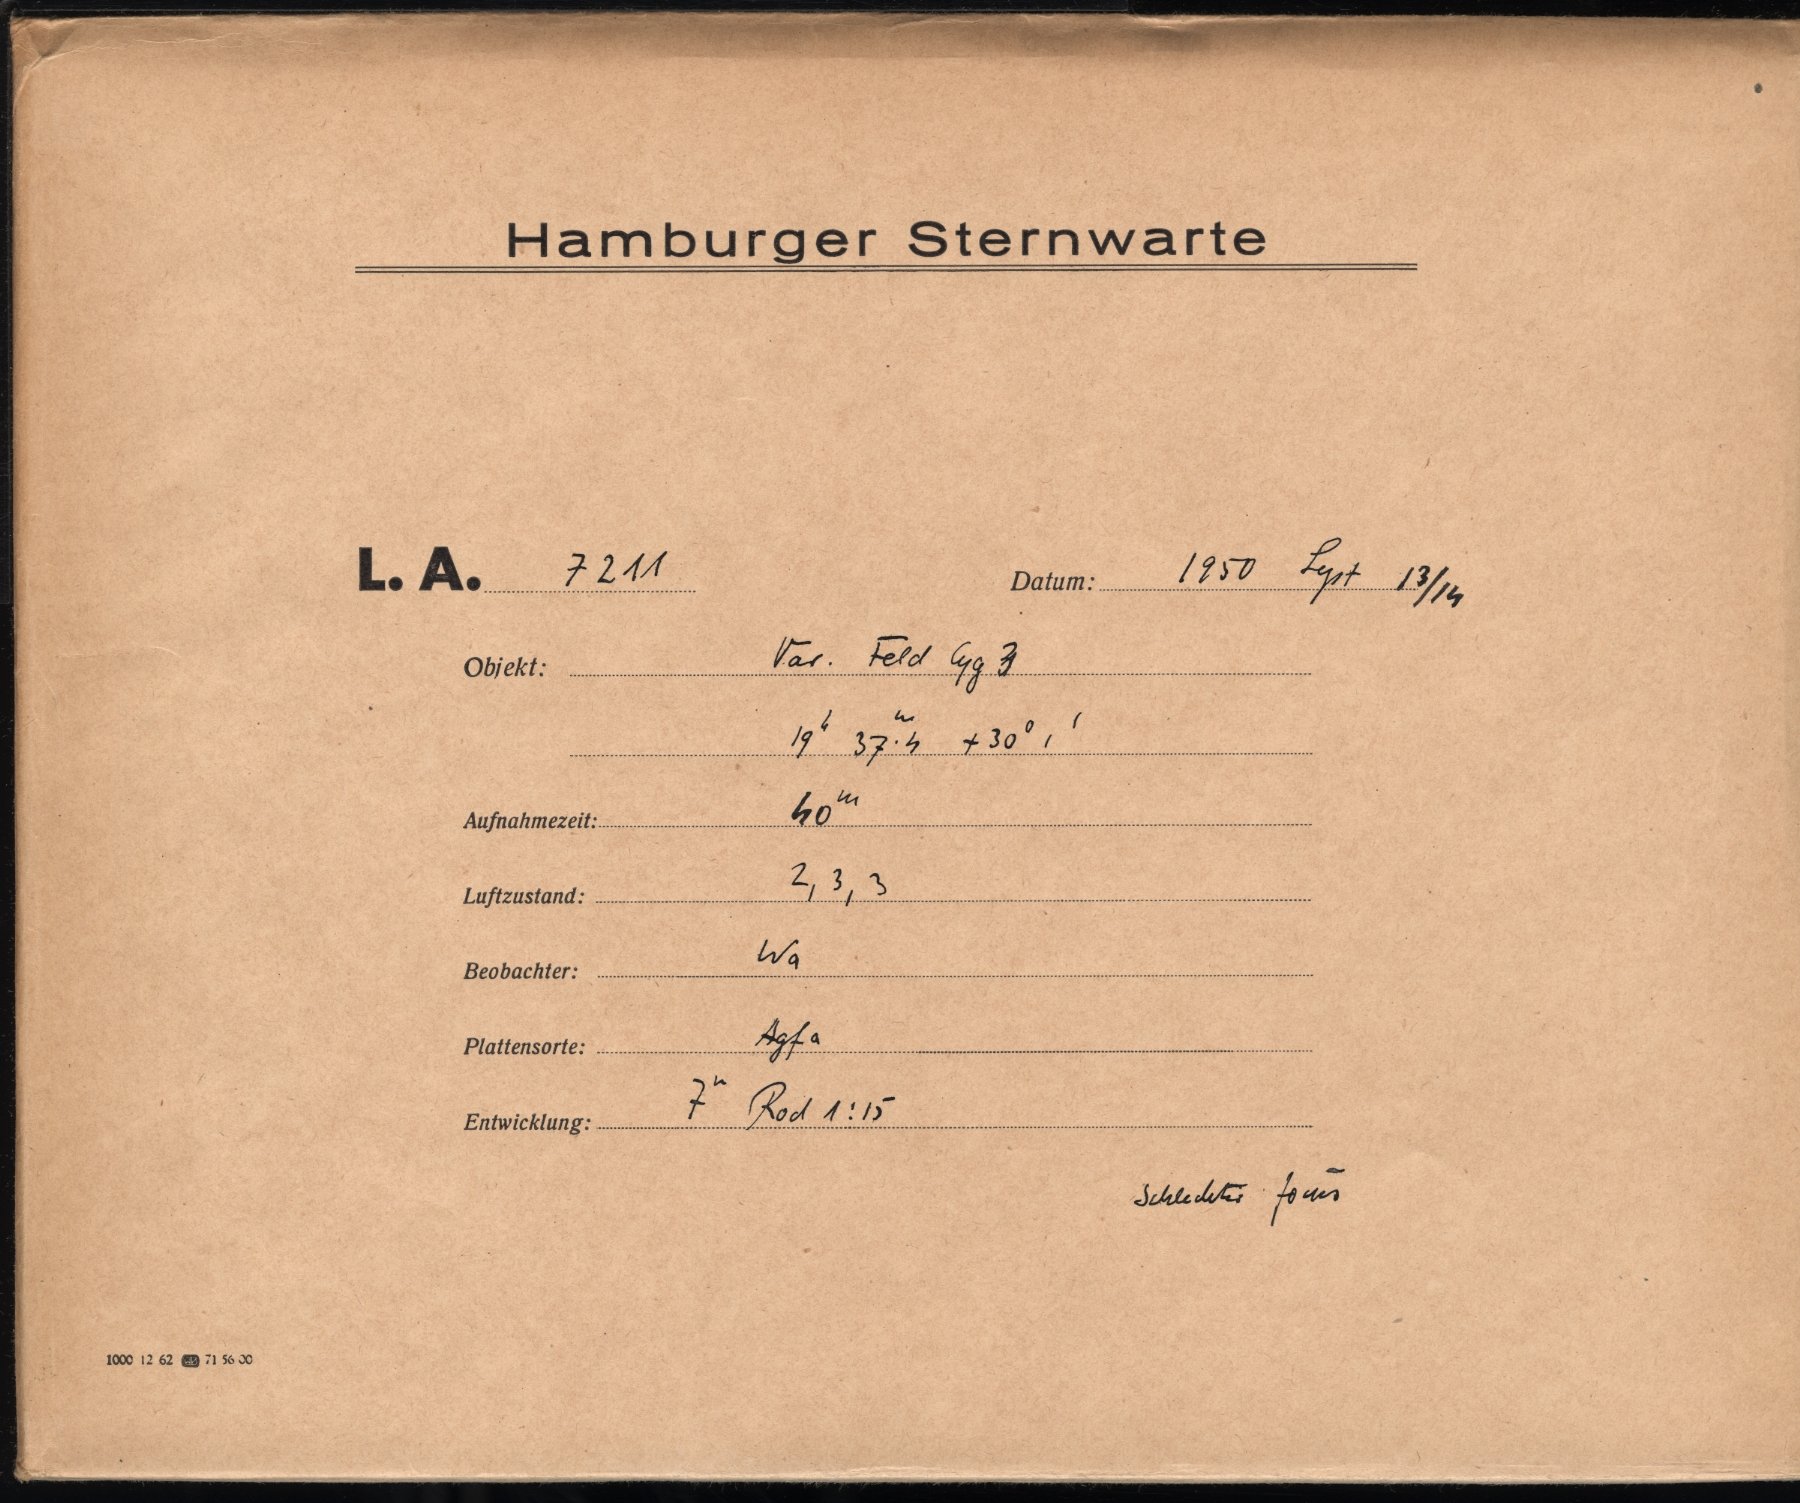 Hamburger Sternwarte
L. A. 7211 Datum: 1950 Sept 13/14
Objekt: Var. Feld Cyg 3
19h 37m.4 +30° 1'
Aufnahmezeit: 40m
Luftzustand: 2, 3, 3
Beobachter: Wa
Plattensorte: Agfa
Entwicklung: 7m Rod 1:15
Schlechter focus
1000 12 62 71 56 00